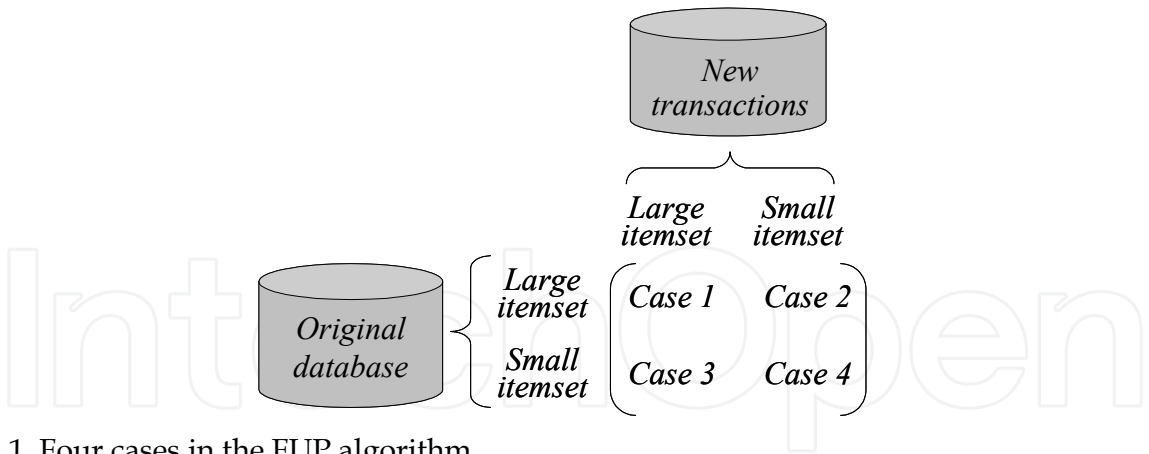 New
transactions
Large
itemset
Small
itemset
Large
itemset
Case 1
Case 2
Original
database
Small
itemset
Case 3
Case 4
IntechOpen
1. Four cases in the FUP algorithm